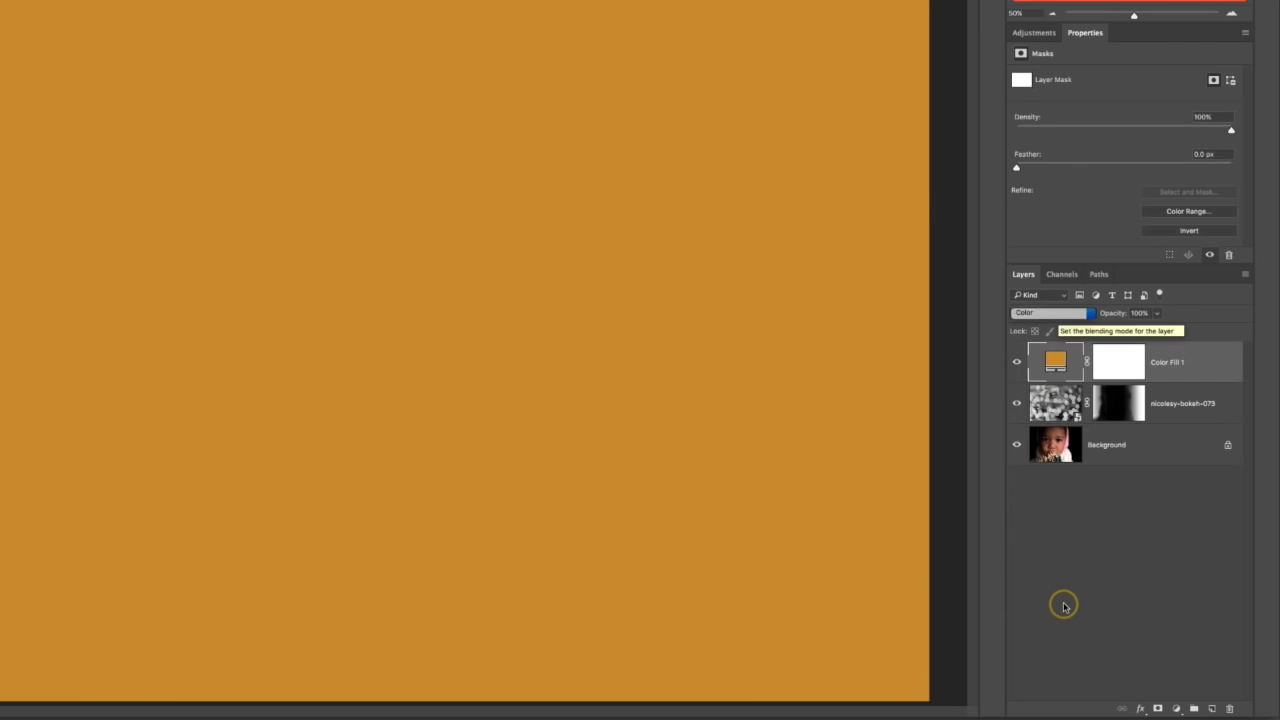 50%
Adjustments Properties
Masks
Layer Mask
Density: 100%
Feather: 0.0 px
Refine: Select and Mask...
Color Range...
Invert
Layers Channels Paths
Kind
Color Opacity: 100%
Lock: Set the blending mode for the layer
Color Fill 1
nicolesy-bokeh-073
Background
fx